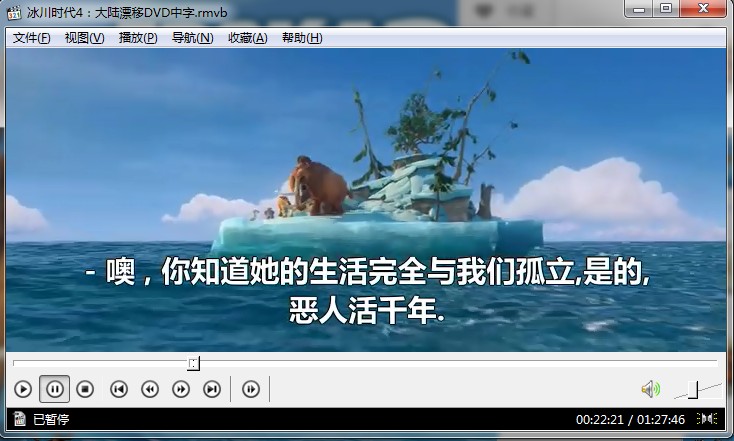 冰川时代4：大陆漂移DVD中字.rmvb
文件(F) 视图(V) 播放(P) 导航(N) 收藏(A) 帮助(H)
- 噢，你知道她的生活完全与我们孤立,是的,
恶人活千年.
已暂停 00:22:21 / 01:27:46